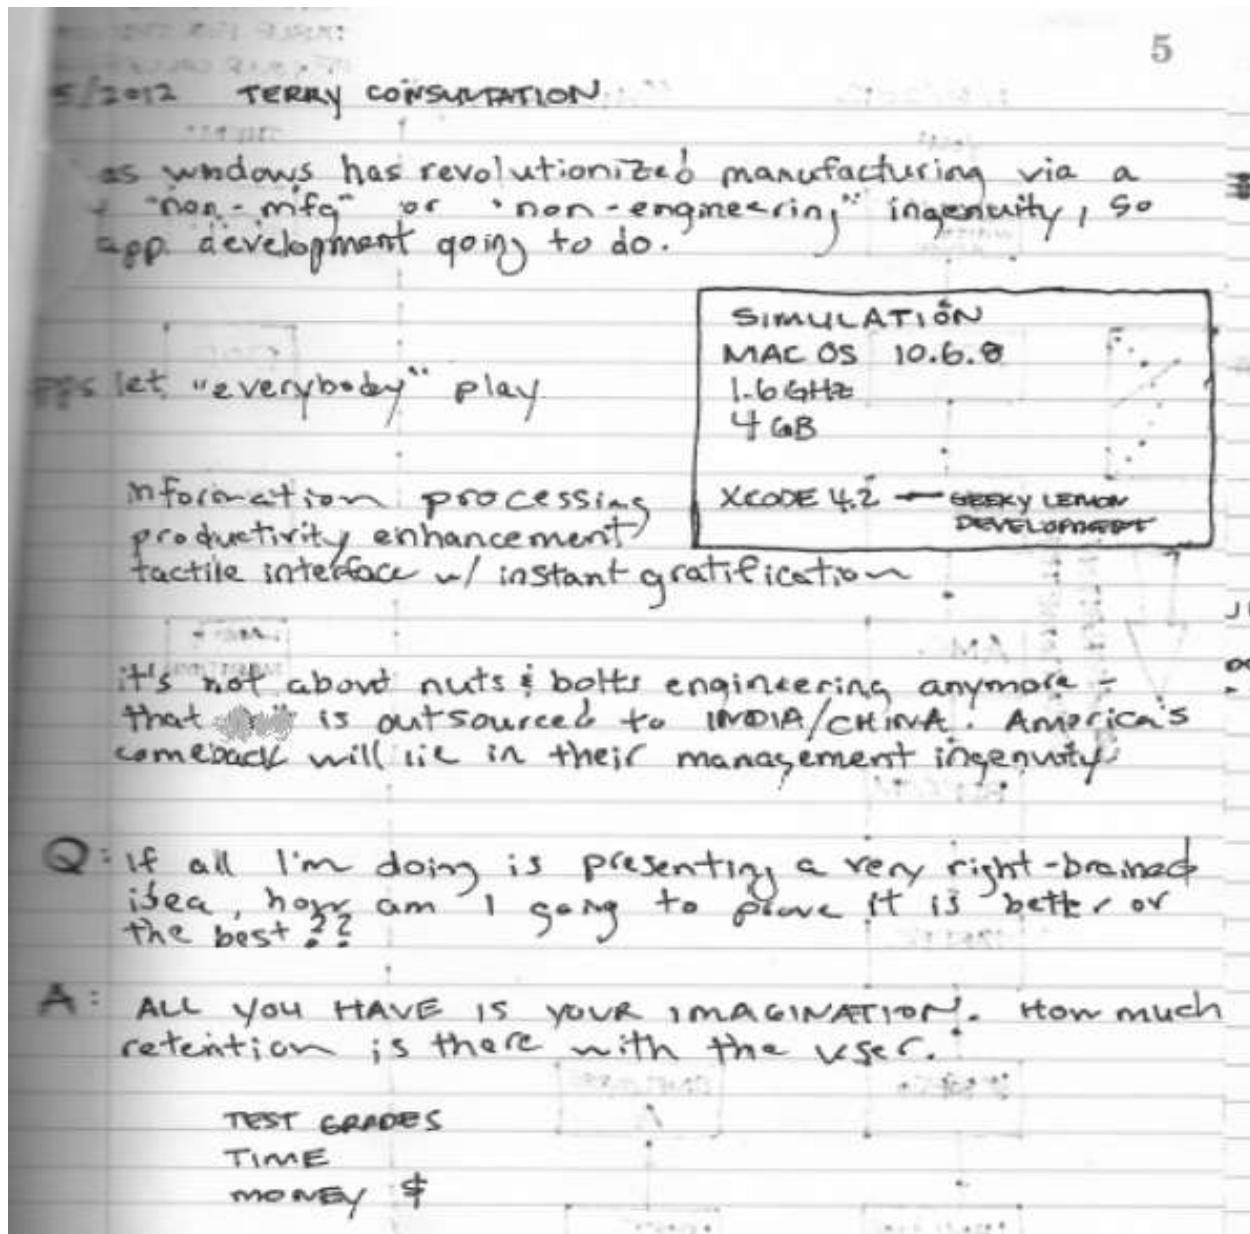 5
5/2012 TERRY CONSULTATION
as windows has revolutionized manufacturing via a
"non-mfg" or "non-engineering" ingenuity, so
app. development going to do.
SIMULATION
MAC OS 10.6.8
1.6 GHz
4 GB
XCODE 4.2 — GEEKY LEMON
DEVELOPMENT
pps let "everybody" play
information processing
productivity enhancement
tactile interface w/ instant gratification
it's not about nuts & bolts engineering anymore -
that is outsourced to INDIA/CHINA. America's
comeback will lie in their management ingenuity
Q: If all I'm doing is presenting a very right-brained
idea, how am I going to prove it is better or
the best??
A: ALL YOU HAVE IS YOUR IMAGINATION. How much
retention is there with the user.
TEST GRADES
TIME
MONEY $